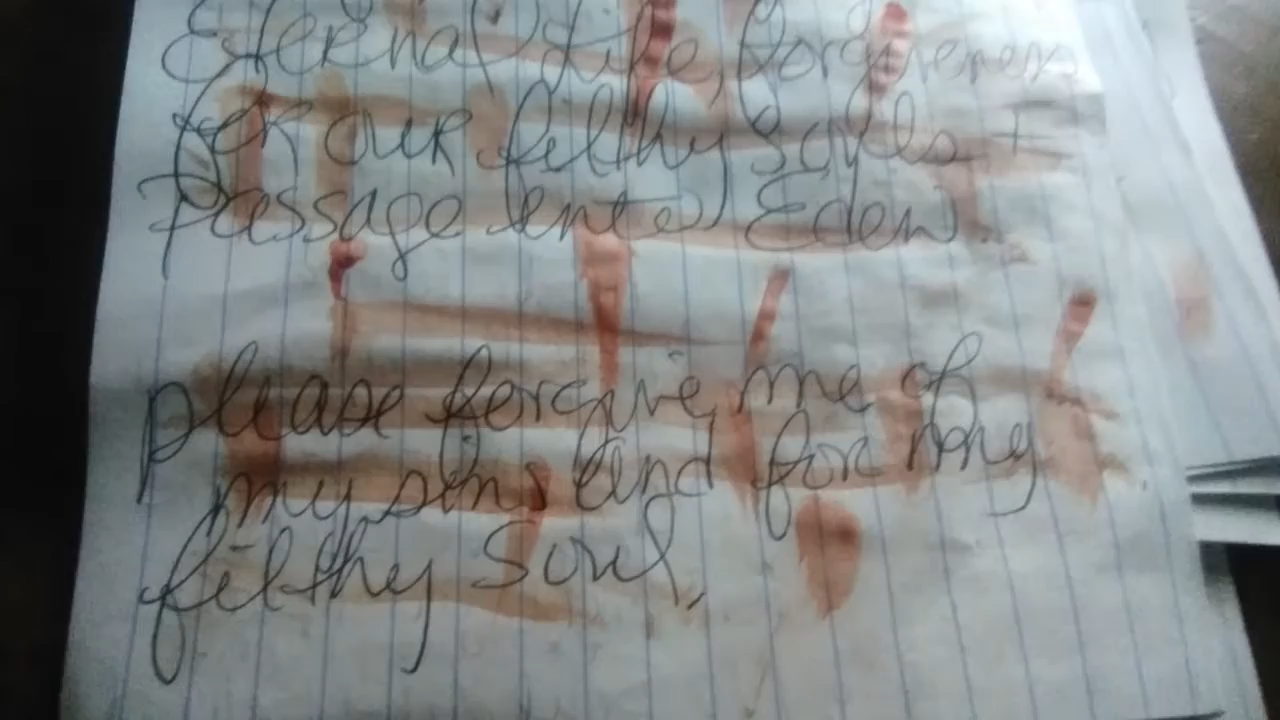 Eternal Life, forgiveness
for our filthy souls +
Passage into Eden.
please forgive me of
my sins and for my
filthy soul,